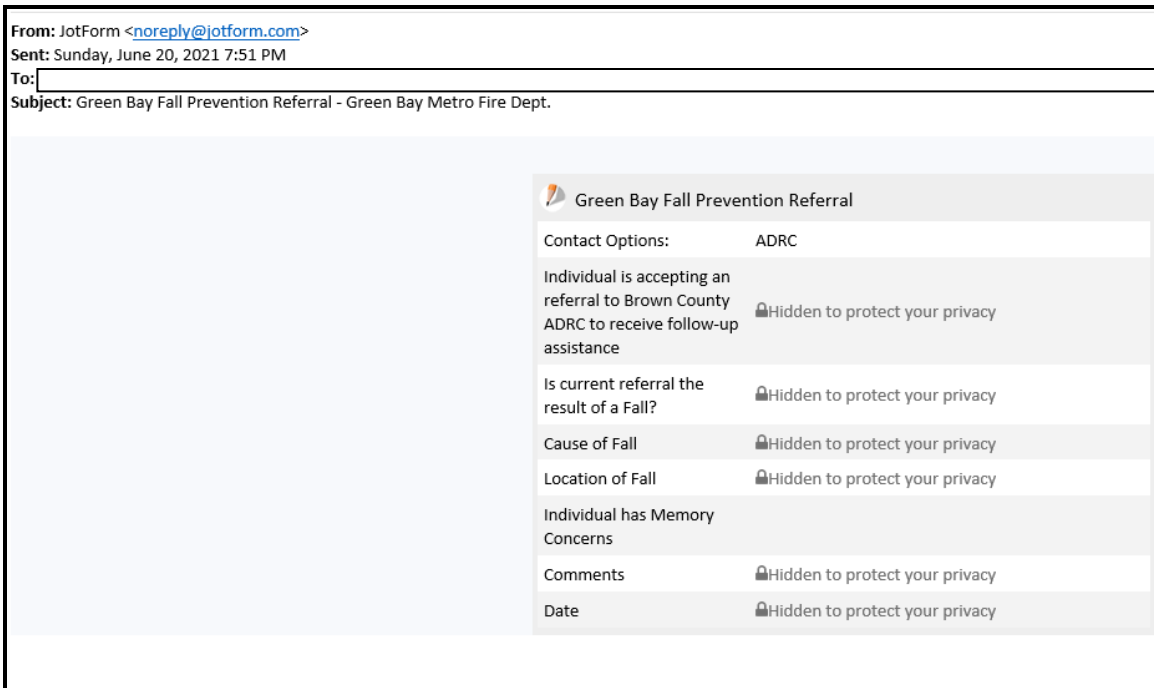 From: JotForm <noreply@jotform.com>
Sent: Sunday, June 20, 2021 7:51 PM
To:
Subject: Green Bay Fall Prevention Referral - Green Bay Metro Fire Dept.
Green Bay Fall Prevention Referral
Contact Options: ADRC
Individual is accepting an
referral to Brown County
ADRC to receive follow-up
assistance
Hidden to protect your privacy
Is current referral the
result of a Fall?
Hidden to protect your privacy
Cause of Fall Hidden to protect your privacy
Location of Fall Hidden to protect your privacy
Individual has Memory
Concerns
Comments Hidden to protect your privacy
Date Hidden to protect your privacy